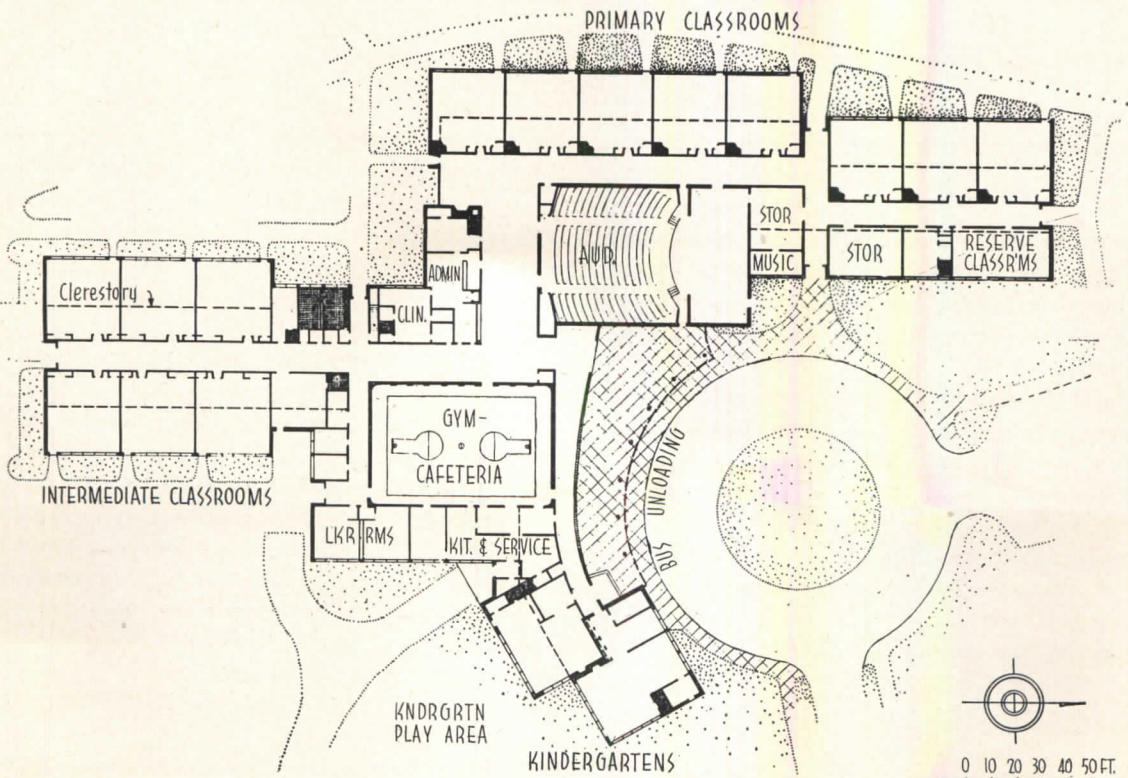 PRIMARY CLASSROOMS
STOR
MUSIC
STOR
RESERVE
CLASSR'MS
AUD.
ADMIN
CLIN.
Clerestory
GYM-
CAFETERIA
INTERMEDIATE CLASSROOMS
LKR RMS
KIT. & SERVICE
BUS UNLOADING
KNDRGRTN
PLAY AREA
KINDERGARTENS
0 10 20 30 40 50 FT.